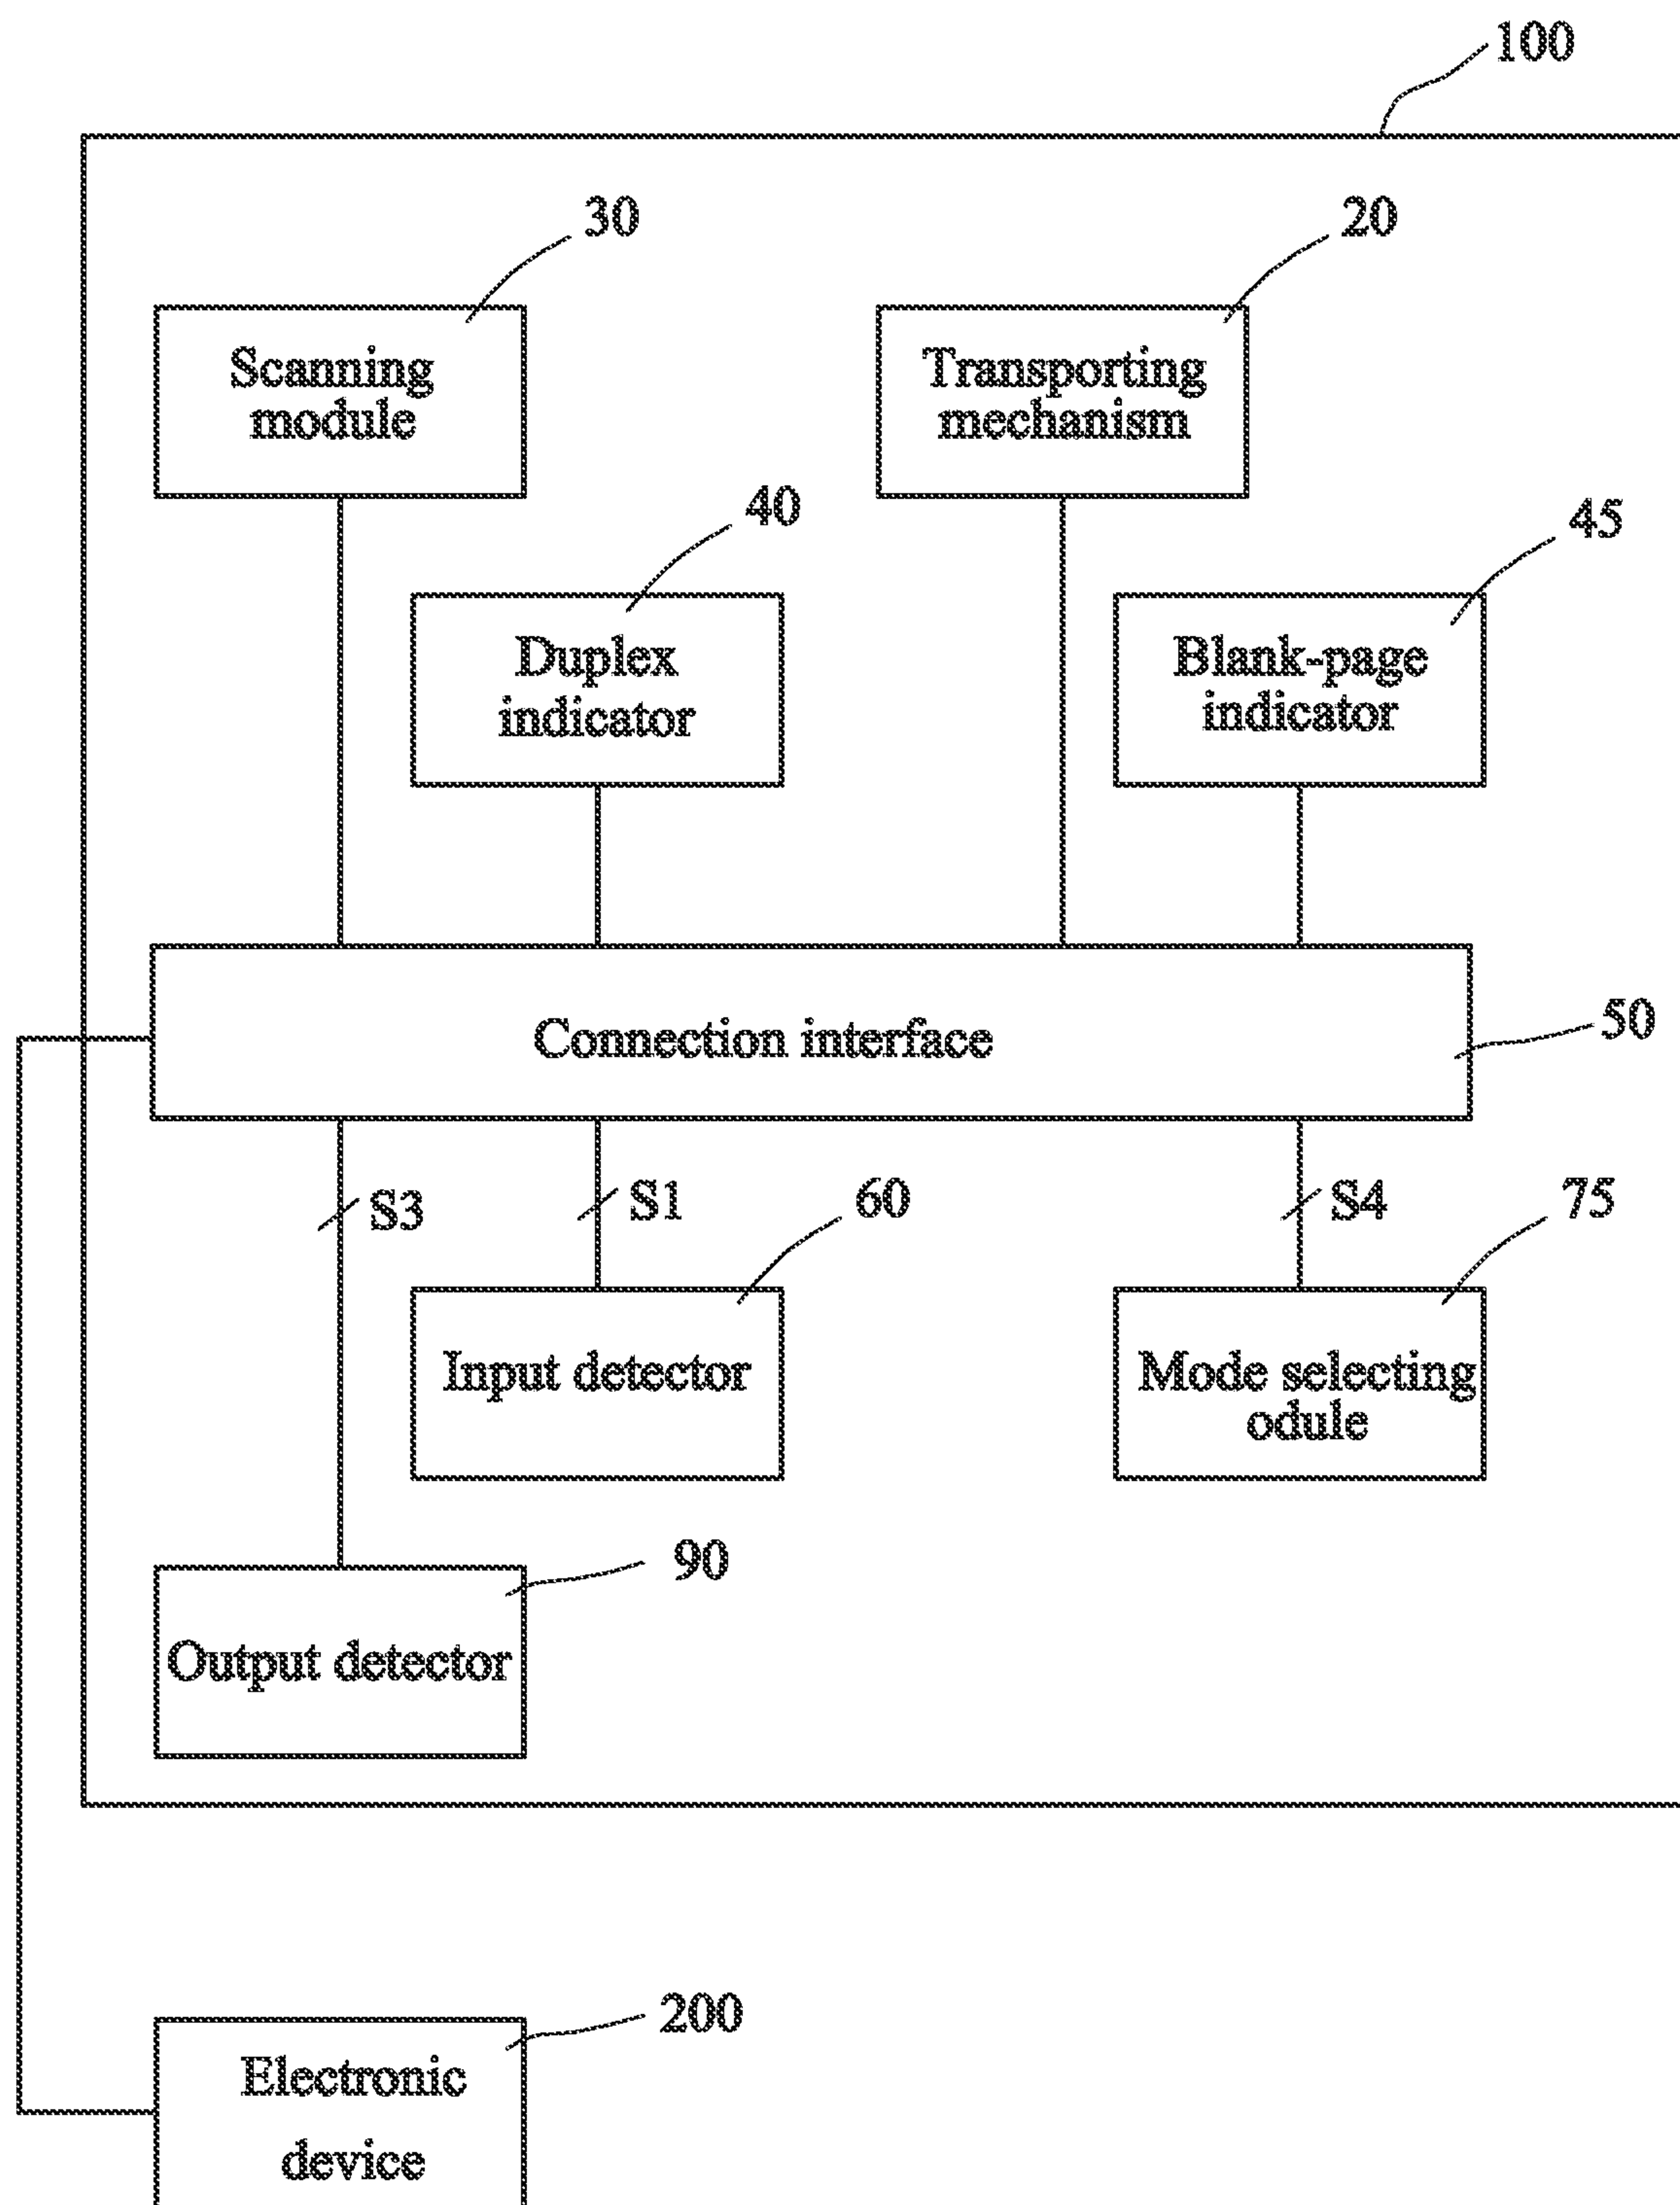 100
30
20
Scanning
module
Transporting
mechanism
40
45
Duplex
indicator
Blank-page
indicator
Connection interface
50
S3
S1
60
S4
75
Input detector
Mode selecting
odule
90
Output detector
200
Electronic
device